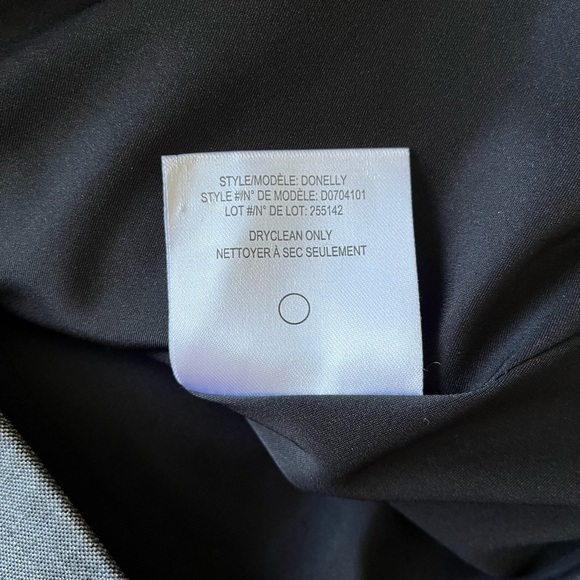 STYLE/MODÈLE: DONELLY
STYLE #/N° DE MODÈLE: D0704101
LOT #/N° DE LOT: 255142
DRYCLEAN ONLY
NETTOYER À SEC SEULEMENT